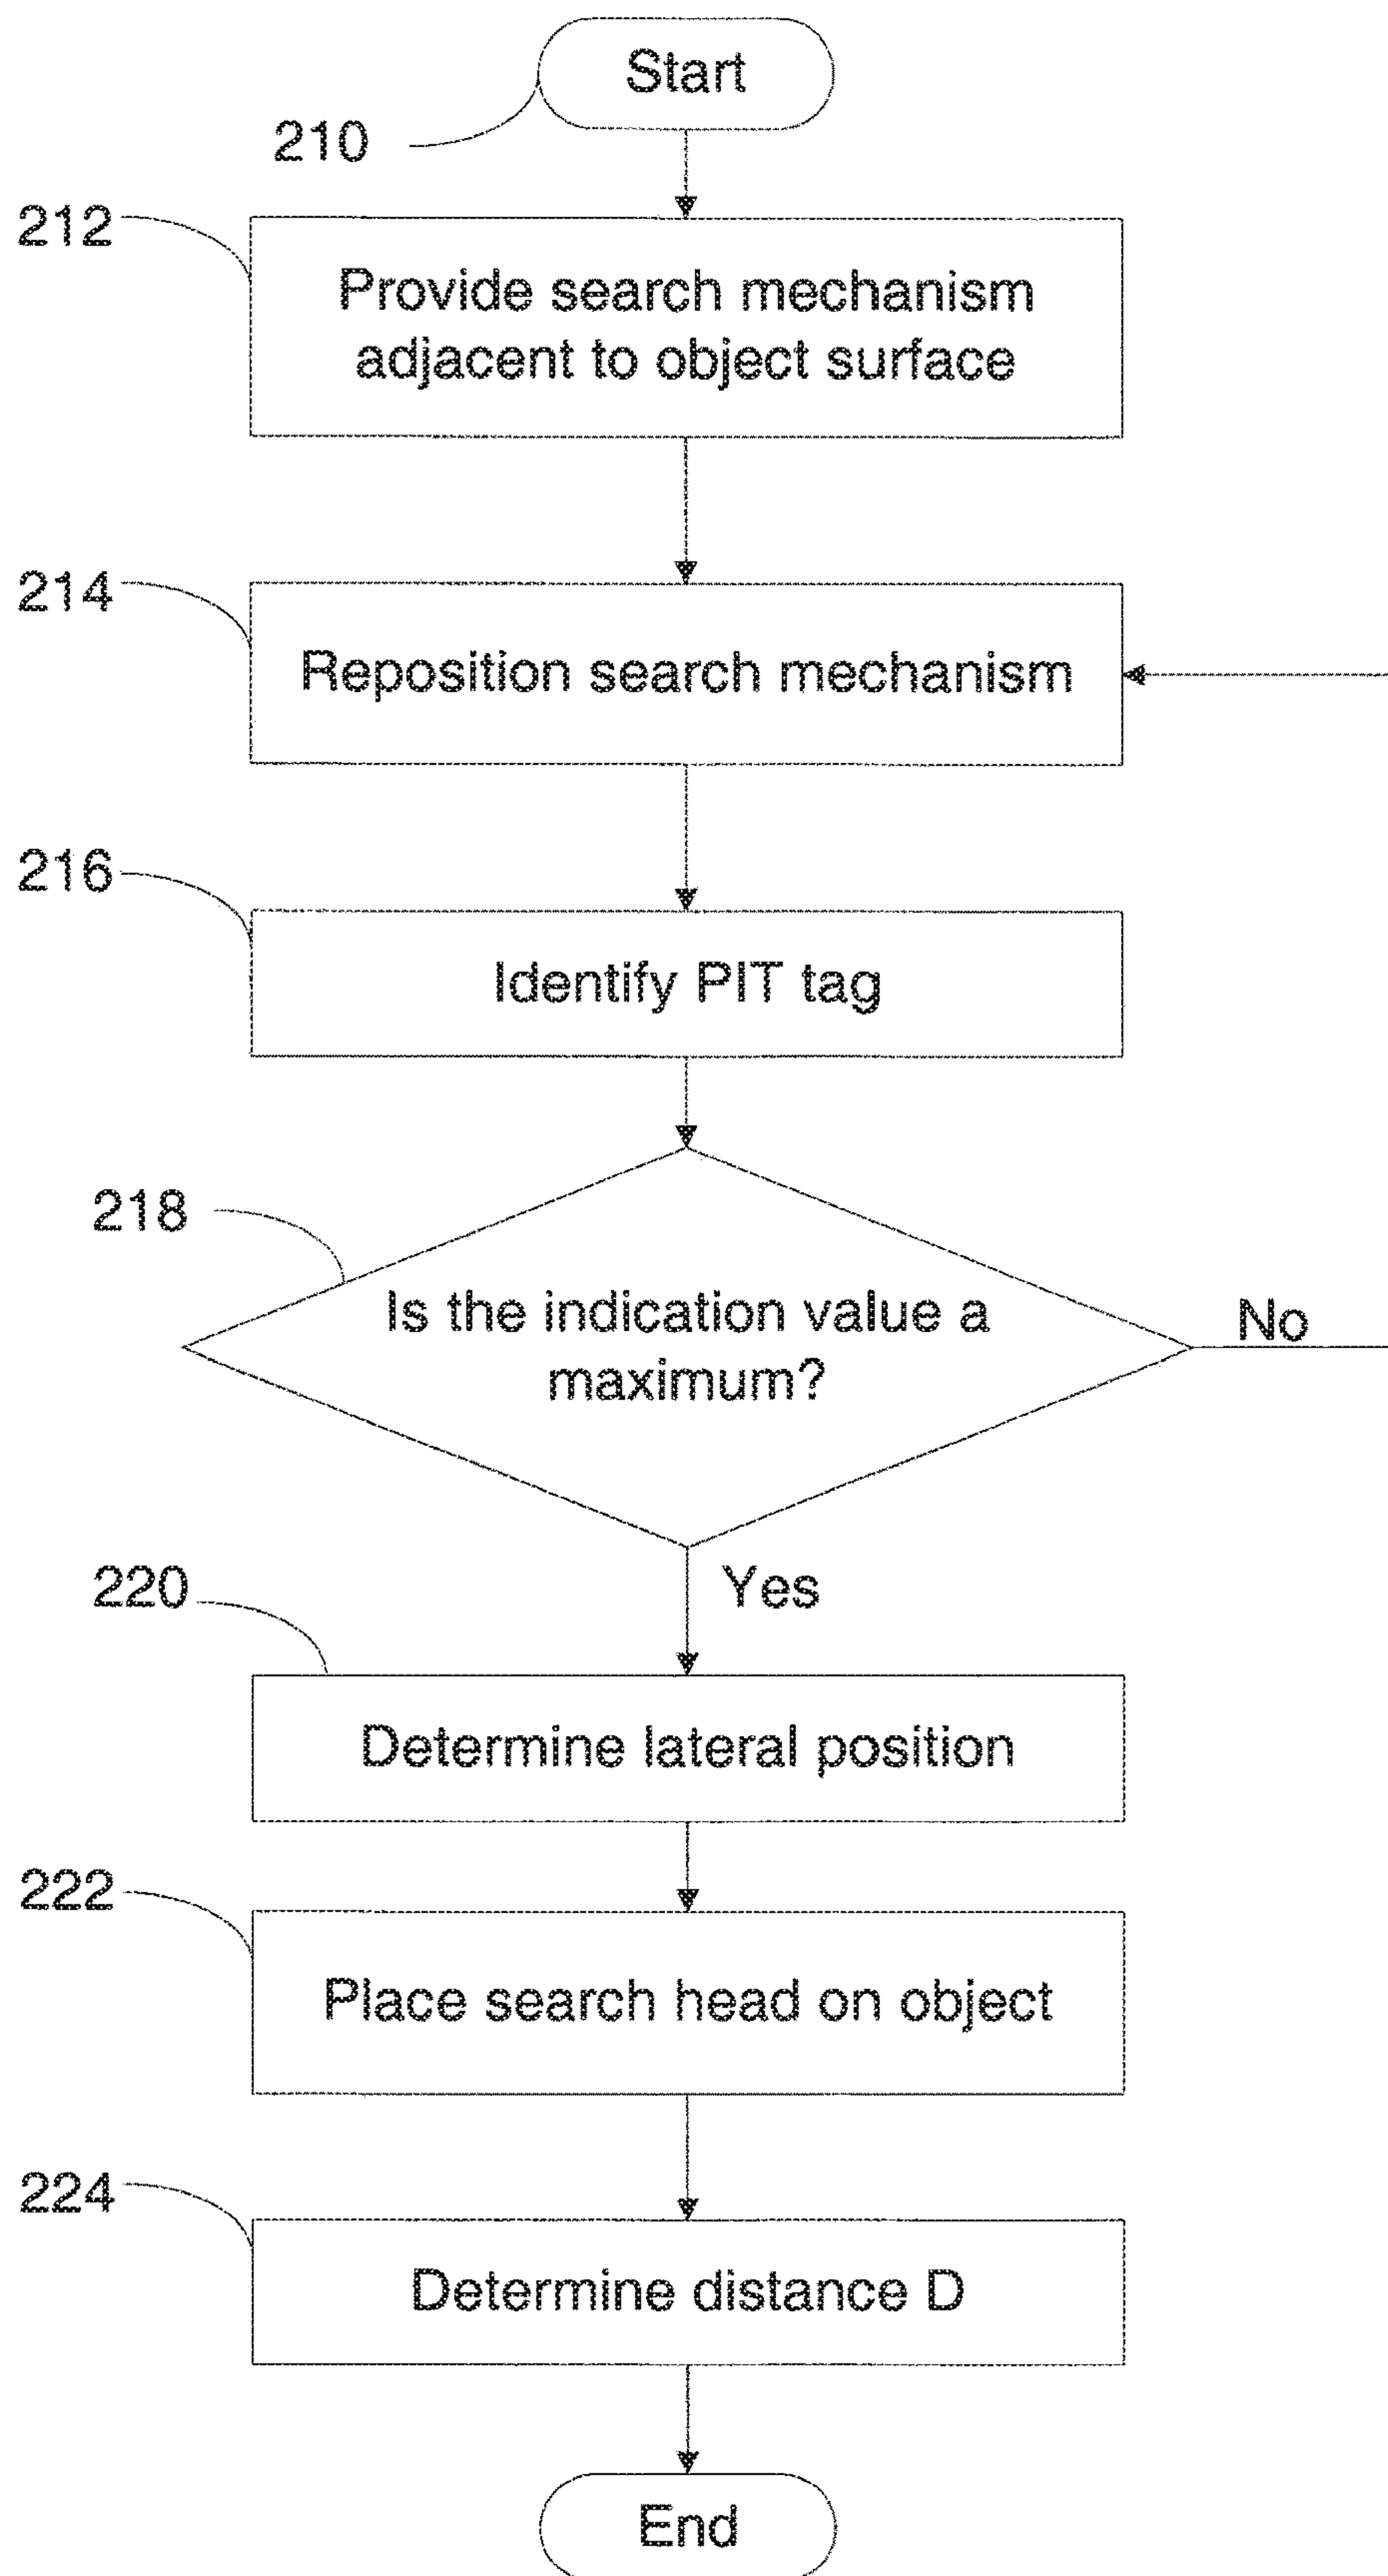 Start
210
212
Provide search mechanism
adjacent to object surface
214
Reposition search mechanism
216
Identify PIT tag
218
Is the indication value a
maximum?
No
Yes
220
Determine lateral position
222
Place search head on object
224
Determine distance D
End